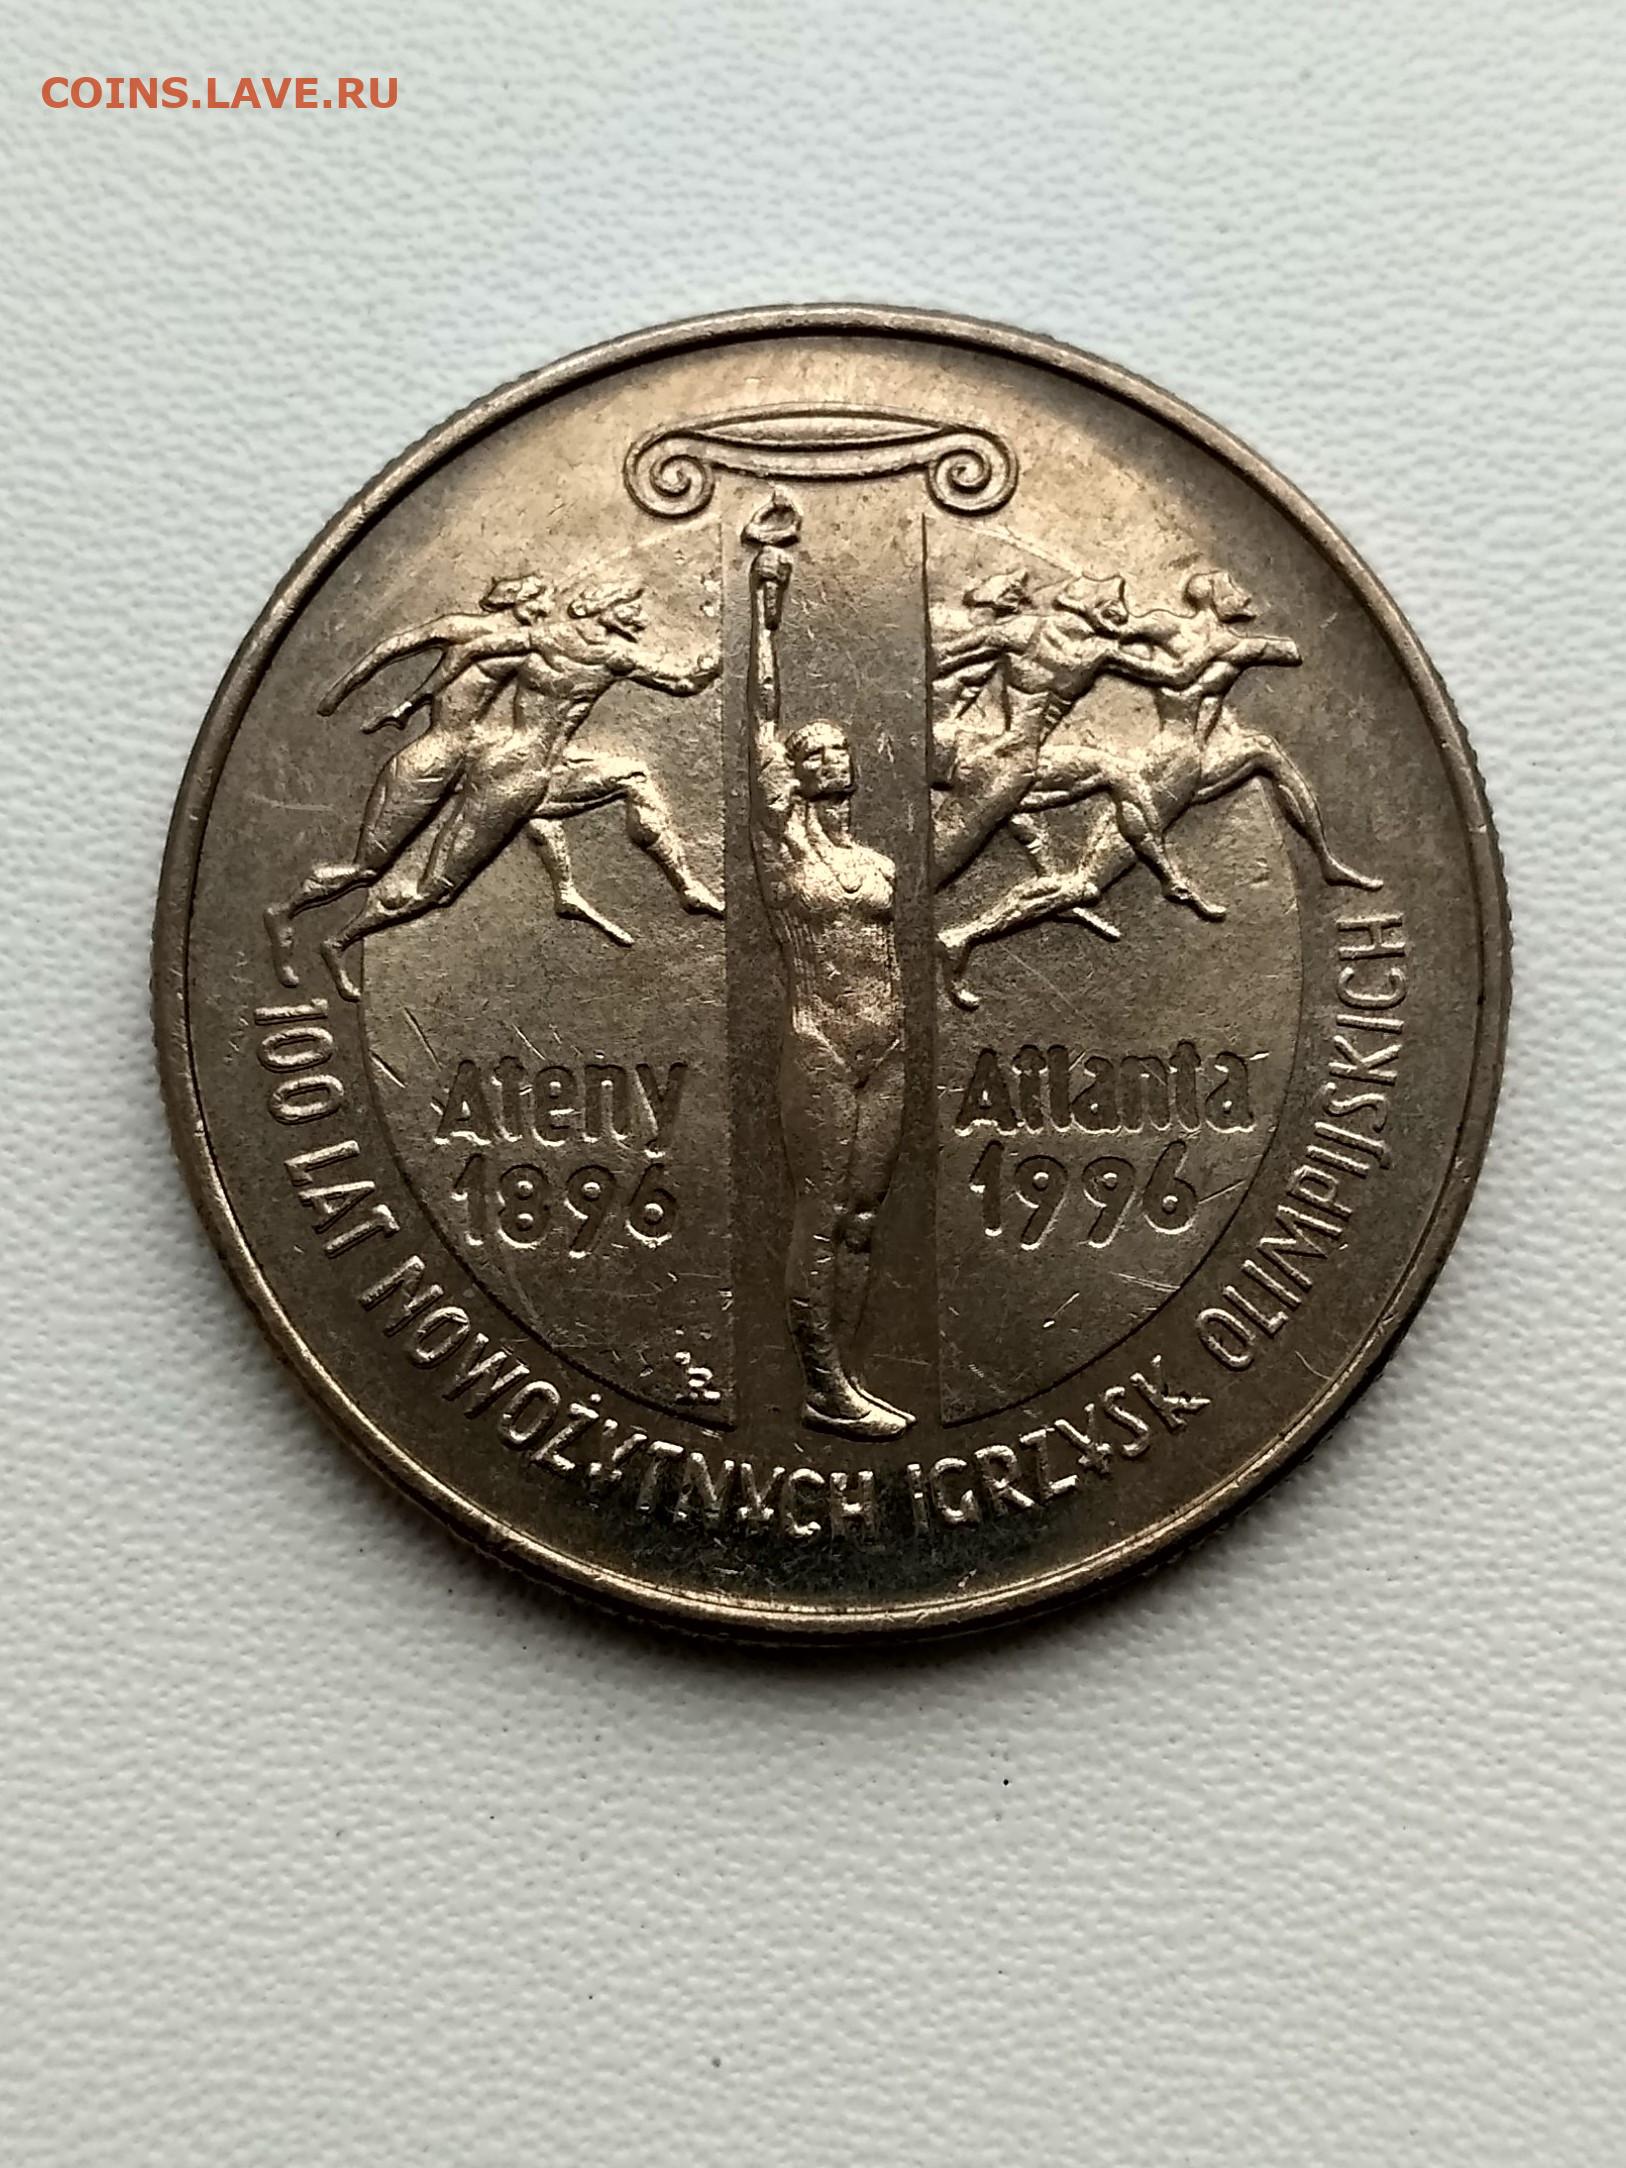 COINS.LAVE.RU
Ateny
1896
Atlanta
1996
100 LAT NOWOŻYTNYCH IGRZYSK OLIMPIJSKICH